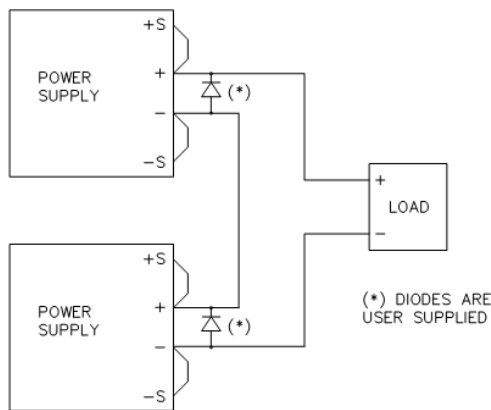 +S
POWER
SUPPLY
+
(*)
−
−S
+
LOAD
−
+S
POWER
SUPPLY
+
(*)
−
−S
(*) DIODES ARE
USER SUPPLIED